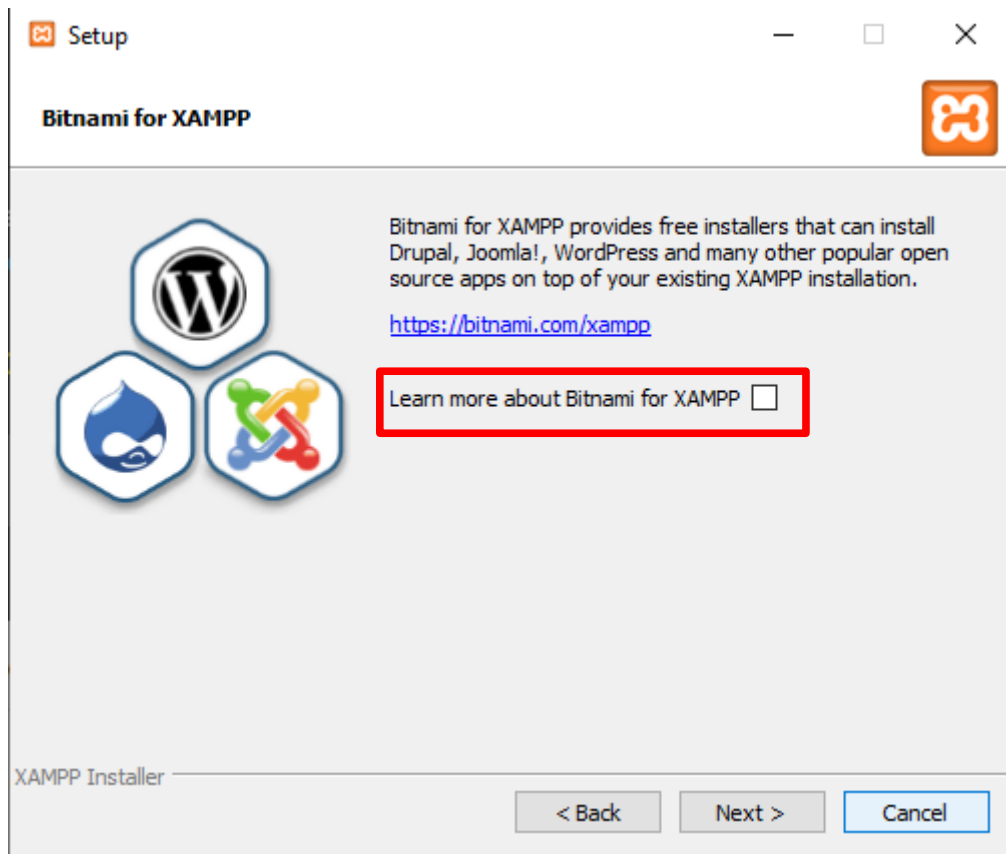 Setup
Bitnami for XAMPP
Bitnami for XAMPP provides free installers that can install
Drupal, Joomla!, WordPress and many other popular open
source apps on top of your existing XAMPP installation.
https://bitnami.com/xampp
Learn more about Bitnami for XAMPP
XAMPP Installer
< Back Next > Cancel